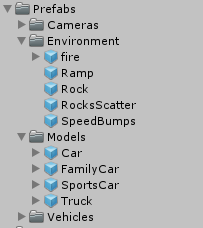 Prefabs
Cameras
Environment
fire
Ramp
Rock
RocksScatter
SpeedBumps
Models
Car
FamilyCar
SportsCar
Truck
Vehicles